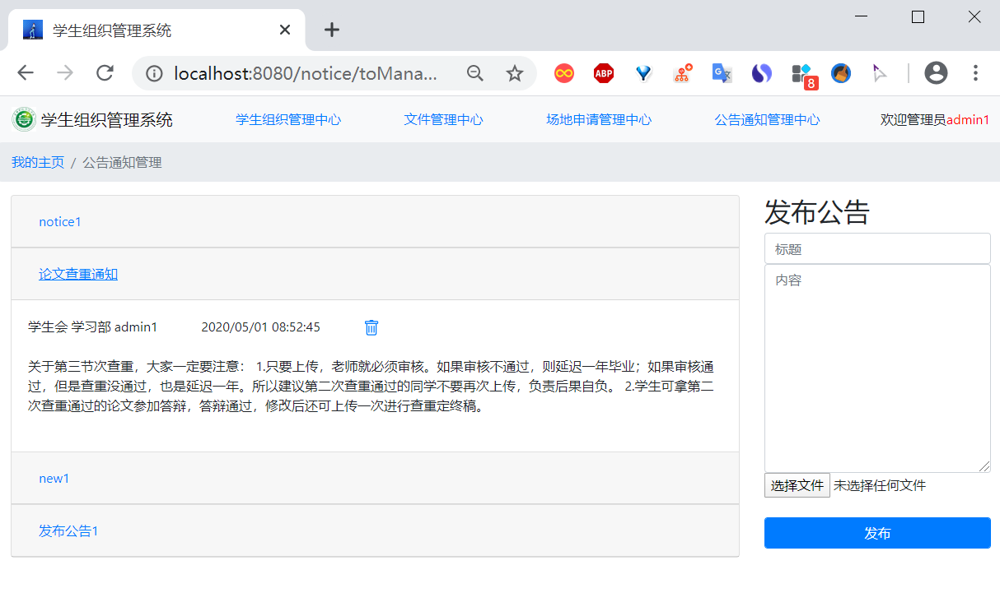 学生组织管理系统
localhost:8080/notice/toMana...
ABP
G
8
学生组织管理系统 学生组织管理中心 文件管理中心 场地申请管理中心 公告通知管理中心 欢迎管理员admin1
我的主页 / 公告通知管理
notice1
论文查重通知
学生会 学习部 admin1 2020/05/01 08:52:45
关于第三节次查重，大家一定要注意： 1.只要上传，老师就必须审核。如果审核不通过，则延迟一年毕业；如果审核通
过，但是查重没通过，也是延迟一年。所以建议第二次查重通过的同学不要再次上传，负责后果自负。 2.学生可拿第二
次查重通过的论文参加答辩，答辩通过，修改后还可上传一次进行查重定终稿。
new1
发布公告1
发布公告
标题
内容
选择文件 未选择任何文件
发布